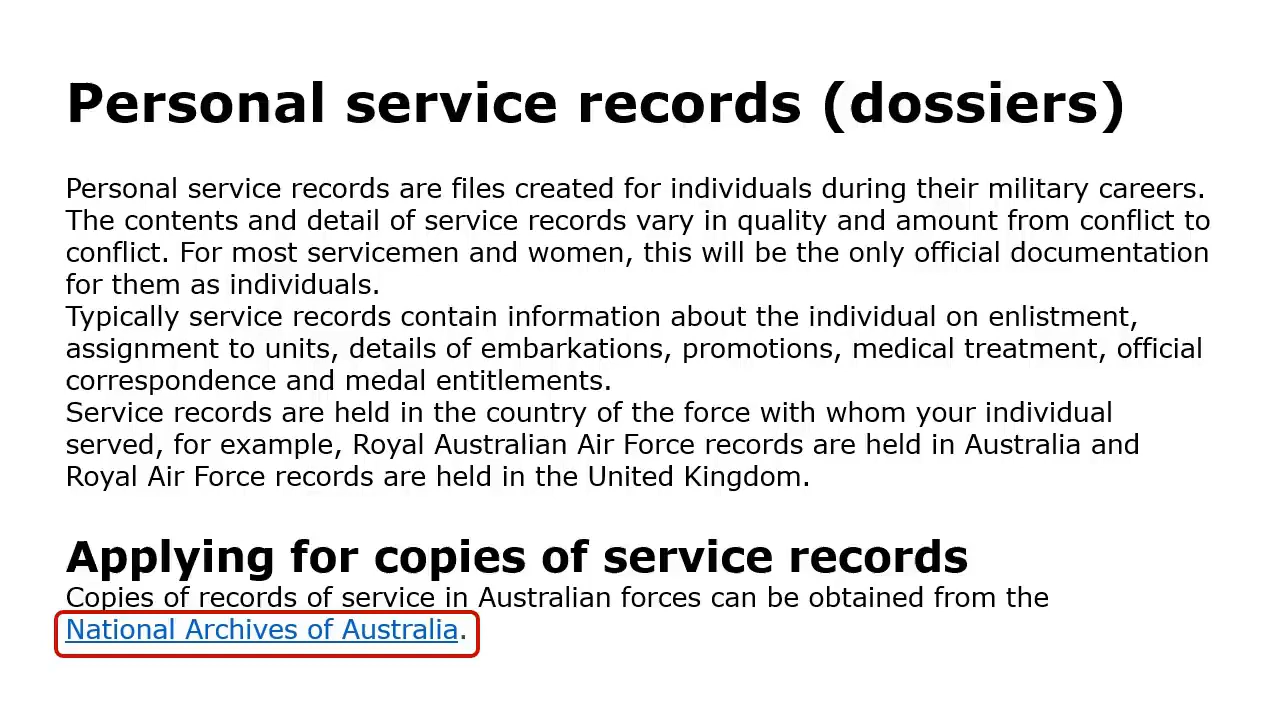 Personal service records (dossiers)
Personal service records are files created for individuals during their military careers.
The contents and detail of service records vary in quality and amount from conflict to
conflict. For most servicemen and women, this will be the only official documentation
for them as individuals.
Typically service records contain information about the individual on enlistment,
assignment to units, details of embarkations, promotions, medical treatment, official
correspondence and medal entitlements.
Service records are held in the country of the force with whom your individual
served, for example, Royal Australian Air Force records are held in Australia and
Royal Air Force records are held in the United Kingdom.
Applying for copies of service records
Copies of records of service in Australian forces can be obtained from the
National Archives of Australia.